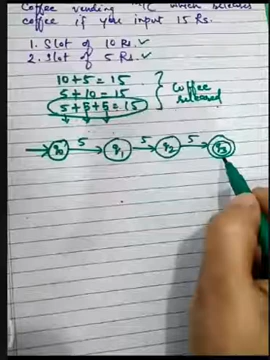 Coffee vending M/C which releases
coffee if you input 15 Rs.
1. Slot of 10 Rs. ✓
2. Slot of 5 Rs. ✓
10+5 = 15
5+10 = 15
5+5+5=15
Coffee
released
q0 5 q1 5 q2 5 q3